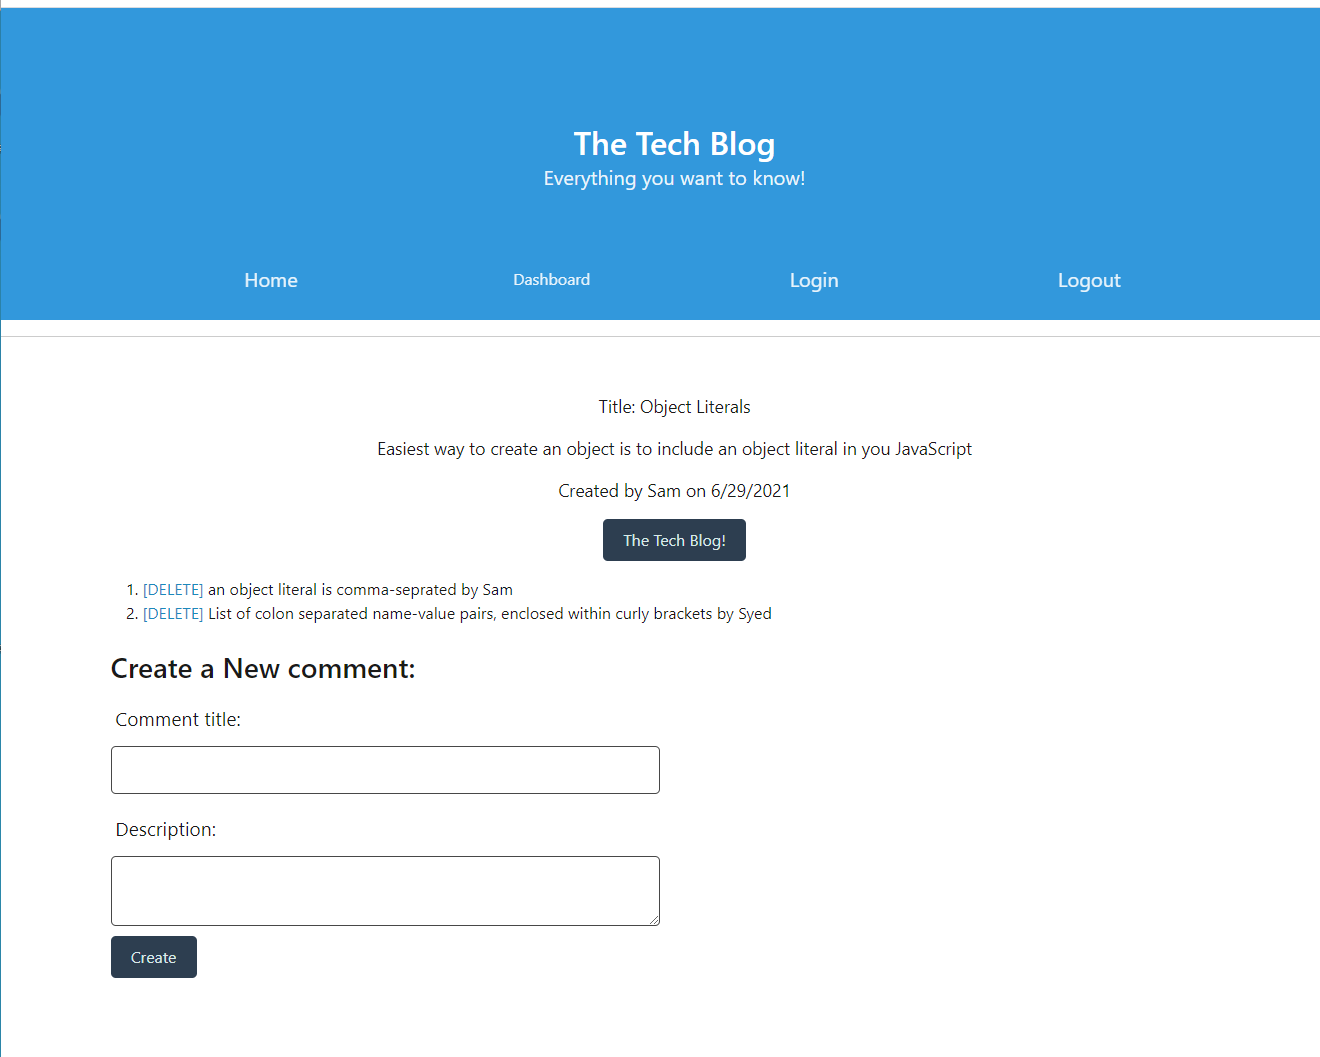 The Tech Blog
Everything you want to know!
Home Dashboard Login Logout
Title: Object Literals
Easiest way to create an object is to include an object literal in you JavaScript
Created by Sam on 6/29/2021
The Tech Blog!
1. [DELETE] an object literal is comma-seprated by Sam
2. [DELETE] List of colon separated name-value pairs, enclosed within curly brackets by Syed
Create a New comment:
Comment title:
Description:
Create